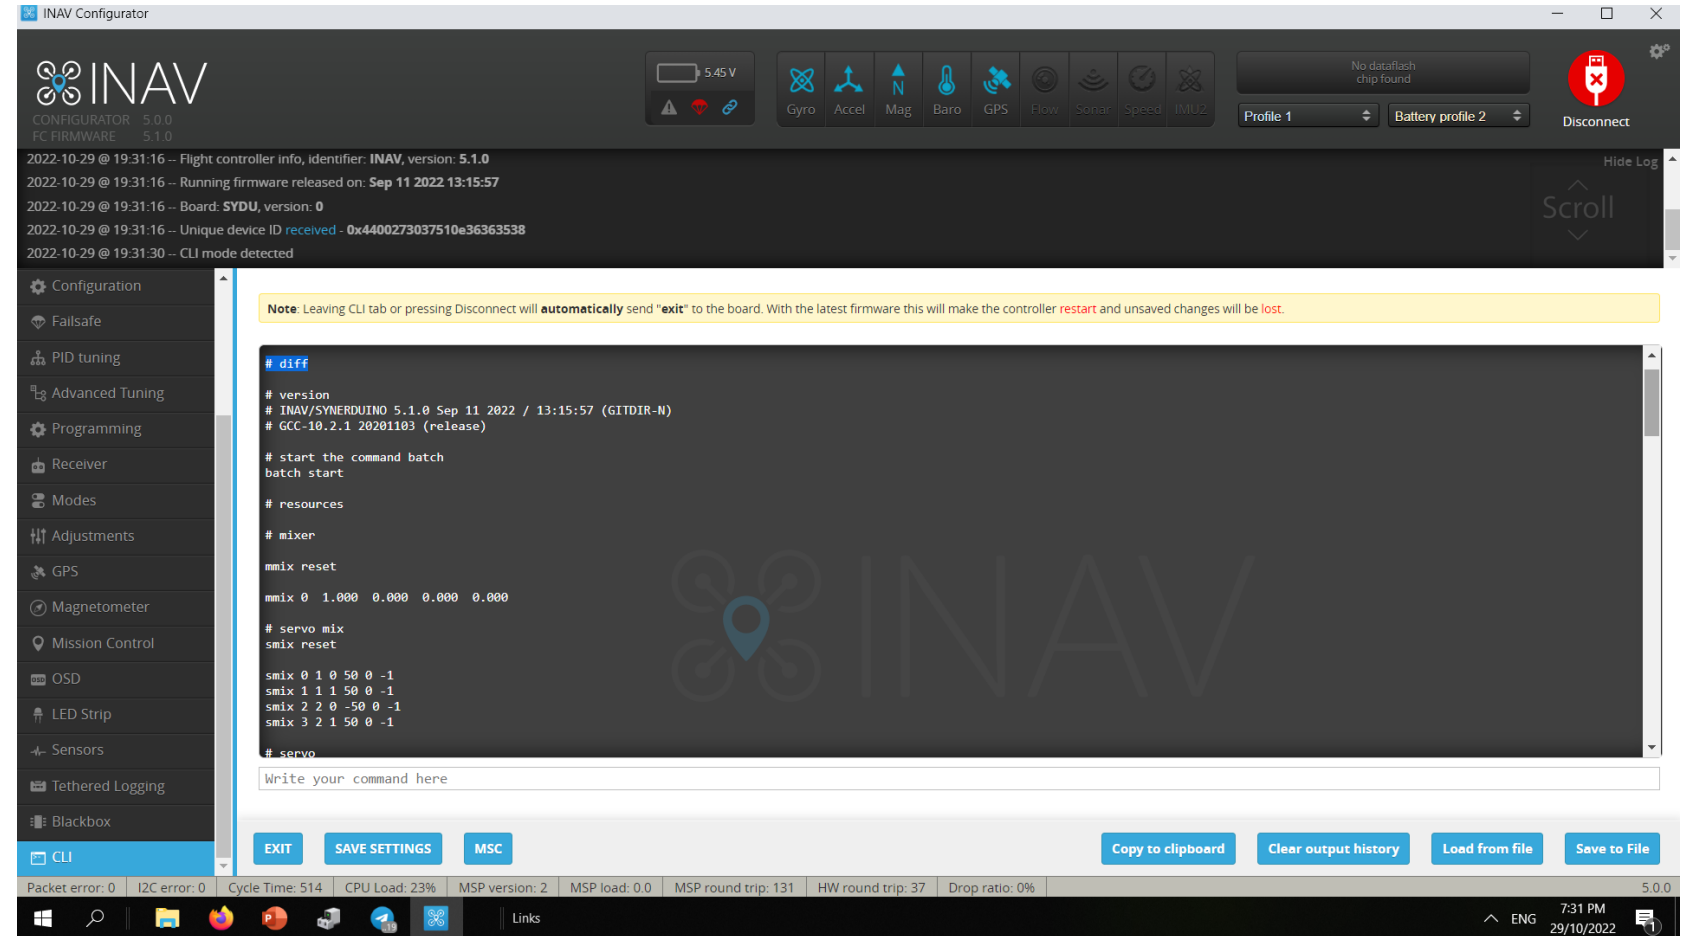 INAV Configurator
INAV
CONFIGURATOR 5.0.0
FC FIRMWARE 5.1.0
5.45 V
Gyro Accel Mag Baro GPS Flow Sonar Speed IMU2
No dataflash
chip found
Profile 1
Battery profile 2
Disconnect
2022-10-29 @ 19:31:16 -- Flight controller info, identifier: INAV, version: 5.1.0
2022-10-29 @ 19:31:16 -- Running firmware released on: Sep 11 2022 13:15:57
2022-10-29 @ 19:31:16 -- Board: SYDU, version: 0
2022-10-29 @ 19:31:16 -- Unique device ID received - 0x4400273037510e36363538
2022-10-29 @ 19:31:30 -- CLI mode detected
Hide Log
Scroll
Configuration
Failsafe
PID tuning
Advanced Tuning
Programming
Receiver
Modes
Adjustments
GPS
Magnetometer
Mission Control
OSD
LED Strip
Sensors
Tethered Logging
Blackbox
CLI
Note: Leaving CLI tab or pressing Disconnect will automatically send "exit" to the board. With the latest firmware this will make the controller restart and unsaved changes will be lost.
# diff
# version
# INAV/SYNERDUINO 5.1.0 Sep 11 2022 / 13:15:57 (GITDIR-N)
# GCC-10.2.1 20201103 (release)
# start the command batch
batch start
# resources
# mixer
mmix reset
mmix 0 1.000 0.000 0.000 0.000
# servo mix
smix reset
smix 0 1 0 50 0 -1
smix 1 1 1 50 0 -1
smix 2 2 0 -50 0 -1
smix 3 2 1 50 0 -1
# servo
INAV
Write your command here
EXIT
SAVE SETTINGS
MSC
Copy to clipboard
Clear output history
Load from file
Save to File
Packet error: 0 I2C error: 0 Cycle Time: 514 CPU Load: 23% MSP version: 2 MSP load: 0.0 MSP round trip: 131 HW round trip: 37 Drop ratio: 0% 5.0.0
Links
ENG
7:31 PM
29/10/2022